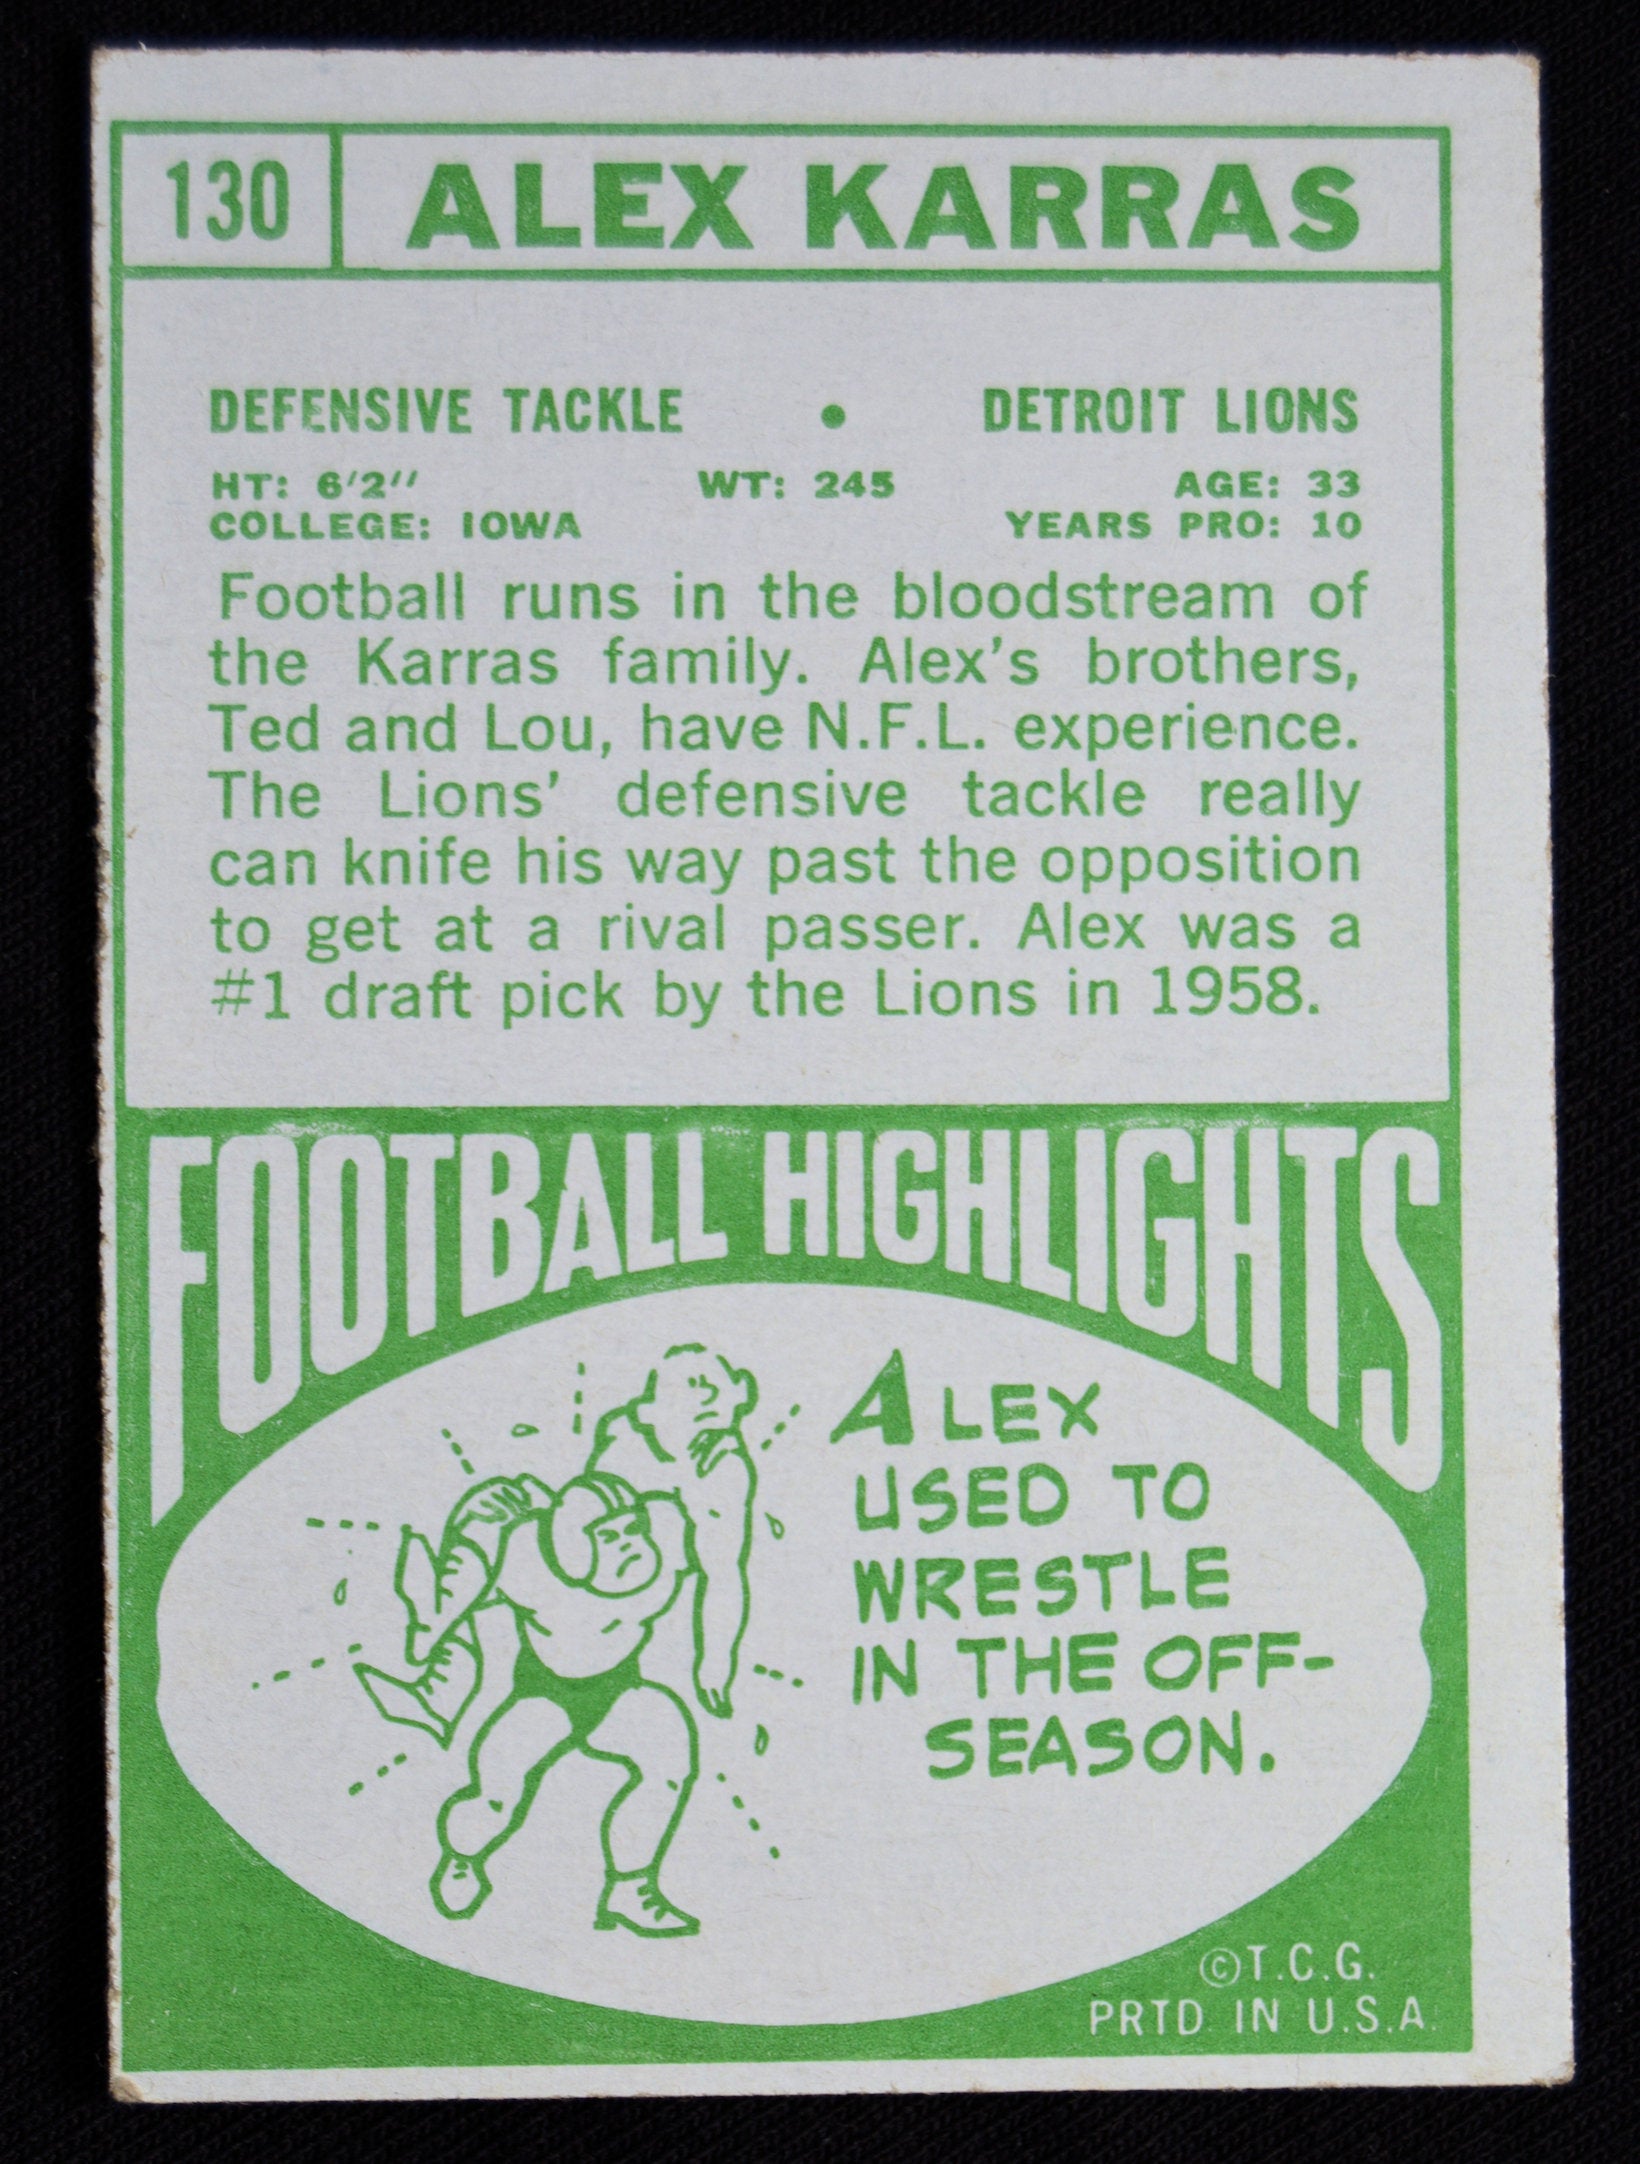 130 ALEX KARRAS
DEFENSIVE TACKLE • DETROIT LIONS
HT: 6'2" WT: 245 AGE: 33
COLLEGE: IOWA YEARS PRO: 10
Football runs in the bloodstream of
the Karras family. Alex's brothers,
Ted and Lou, have N.F.L. experience.
The Lions' defensive tackle really
can knife his way past the opposition
to get at a rival passer. Alex was a
#1 draft pick by the Lions in 1958.
FOOTBALL HIGHLIGHTS
ALEX
USED TO
WRESTLE
IN THE OFF-
SEASON.
©T.C.G.
PRTD. IN U.S.A.